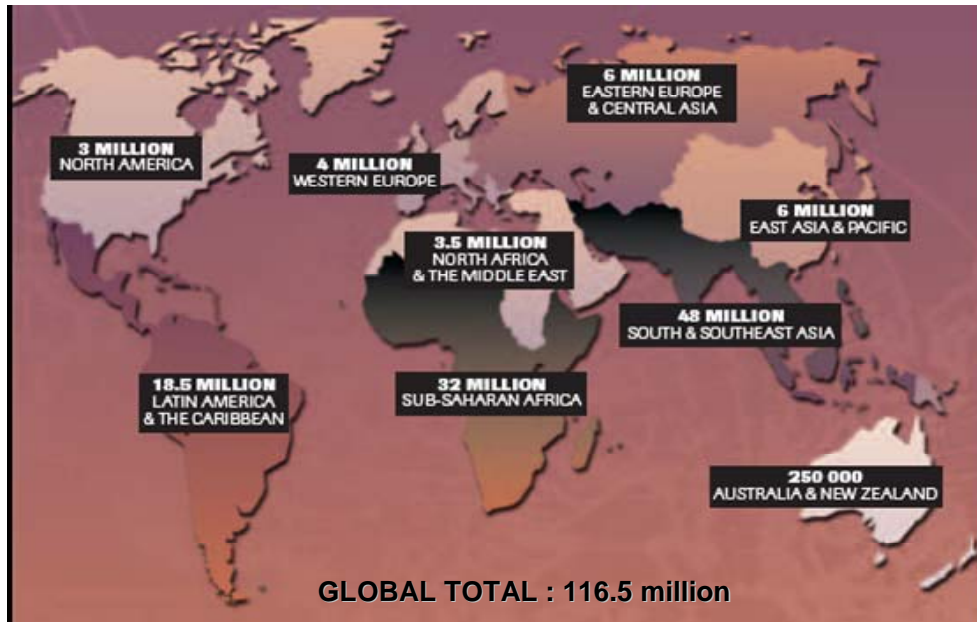 6 MILLION
EASTERN EUROPE
& CENTRAL ASIA
3 MILLION
NORTH AMERICA
4 MILLION
WESTERN EUROPE
6 MILLION
EAST ASIA & PACIFIC
3.5 MILLION
NORTH AFRICA
& THE MIDDLE EAST
48 MILLION
SOUTH & SOUTHEAST ASIA
18.5 MILLION
LATIN AMERICA
& THE CARIBBEAN
32 MILLION
SUB-SAHARAN AFRICA
250 000
AUSTRALIA & NEW ZEALAND
GLOBAL TOTAL : 116.5 million